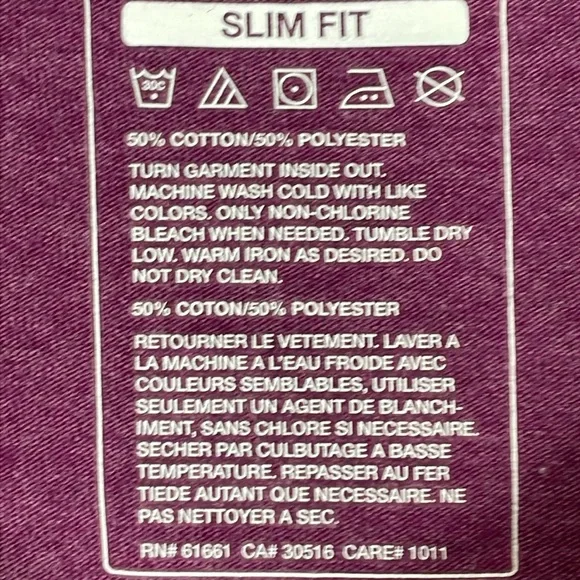 SLIM FIT
30C
50% COTTON/50% POLYESTER
TURN GARMENT INSIDE OUT.
MACHINE WASH COLD WITH LIKE
COLORS. ONLY NON-CHLORINE
BLEACH WHEN NEEDED. TUMBLE DRY
LOW. WARM IRON AS DESIRED. DO
NOT DRY CLEAN.
50% COTON/50% POLYESTER
RETOURNER LE VETEMENT. LAVER A
LA MACHINE A L'EAU FROIDE AVEC
COULEURS SEMBLABLES, UTILISER
SEULEMENT UN AGENT DE BLANCH-
IMENT, SANS CHLORE SI NECESSAIRE.
SECHER PAR CULBUTAGE A BASSE
TEMPERATURE. REPASSER AU FER
TIEDE AUTANT QUE NECESSAIRE. NE
PAS NETTOYER A SEC.
RN# 61661 CA# 30516 CARE# 1011